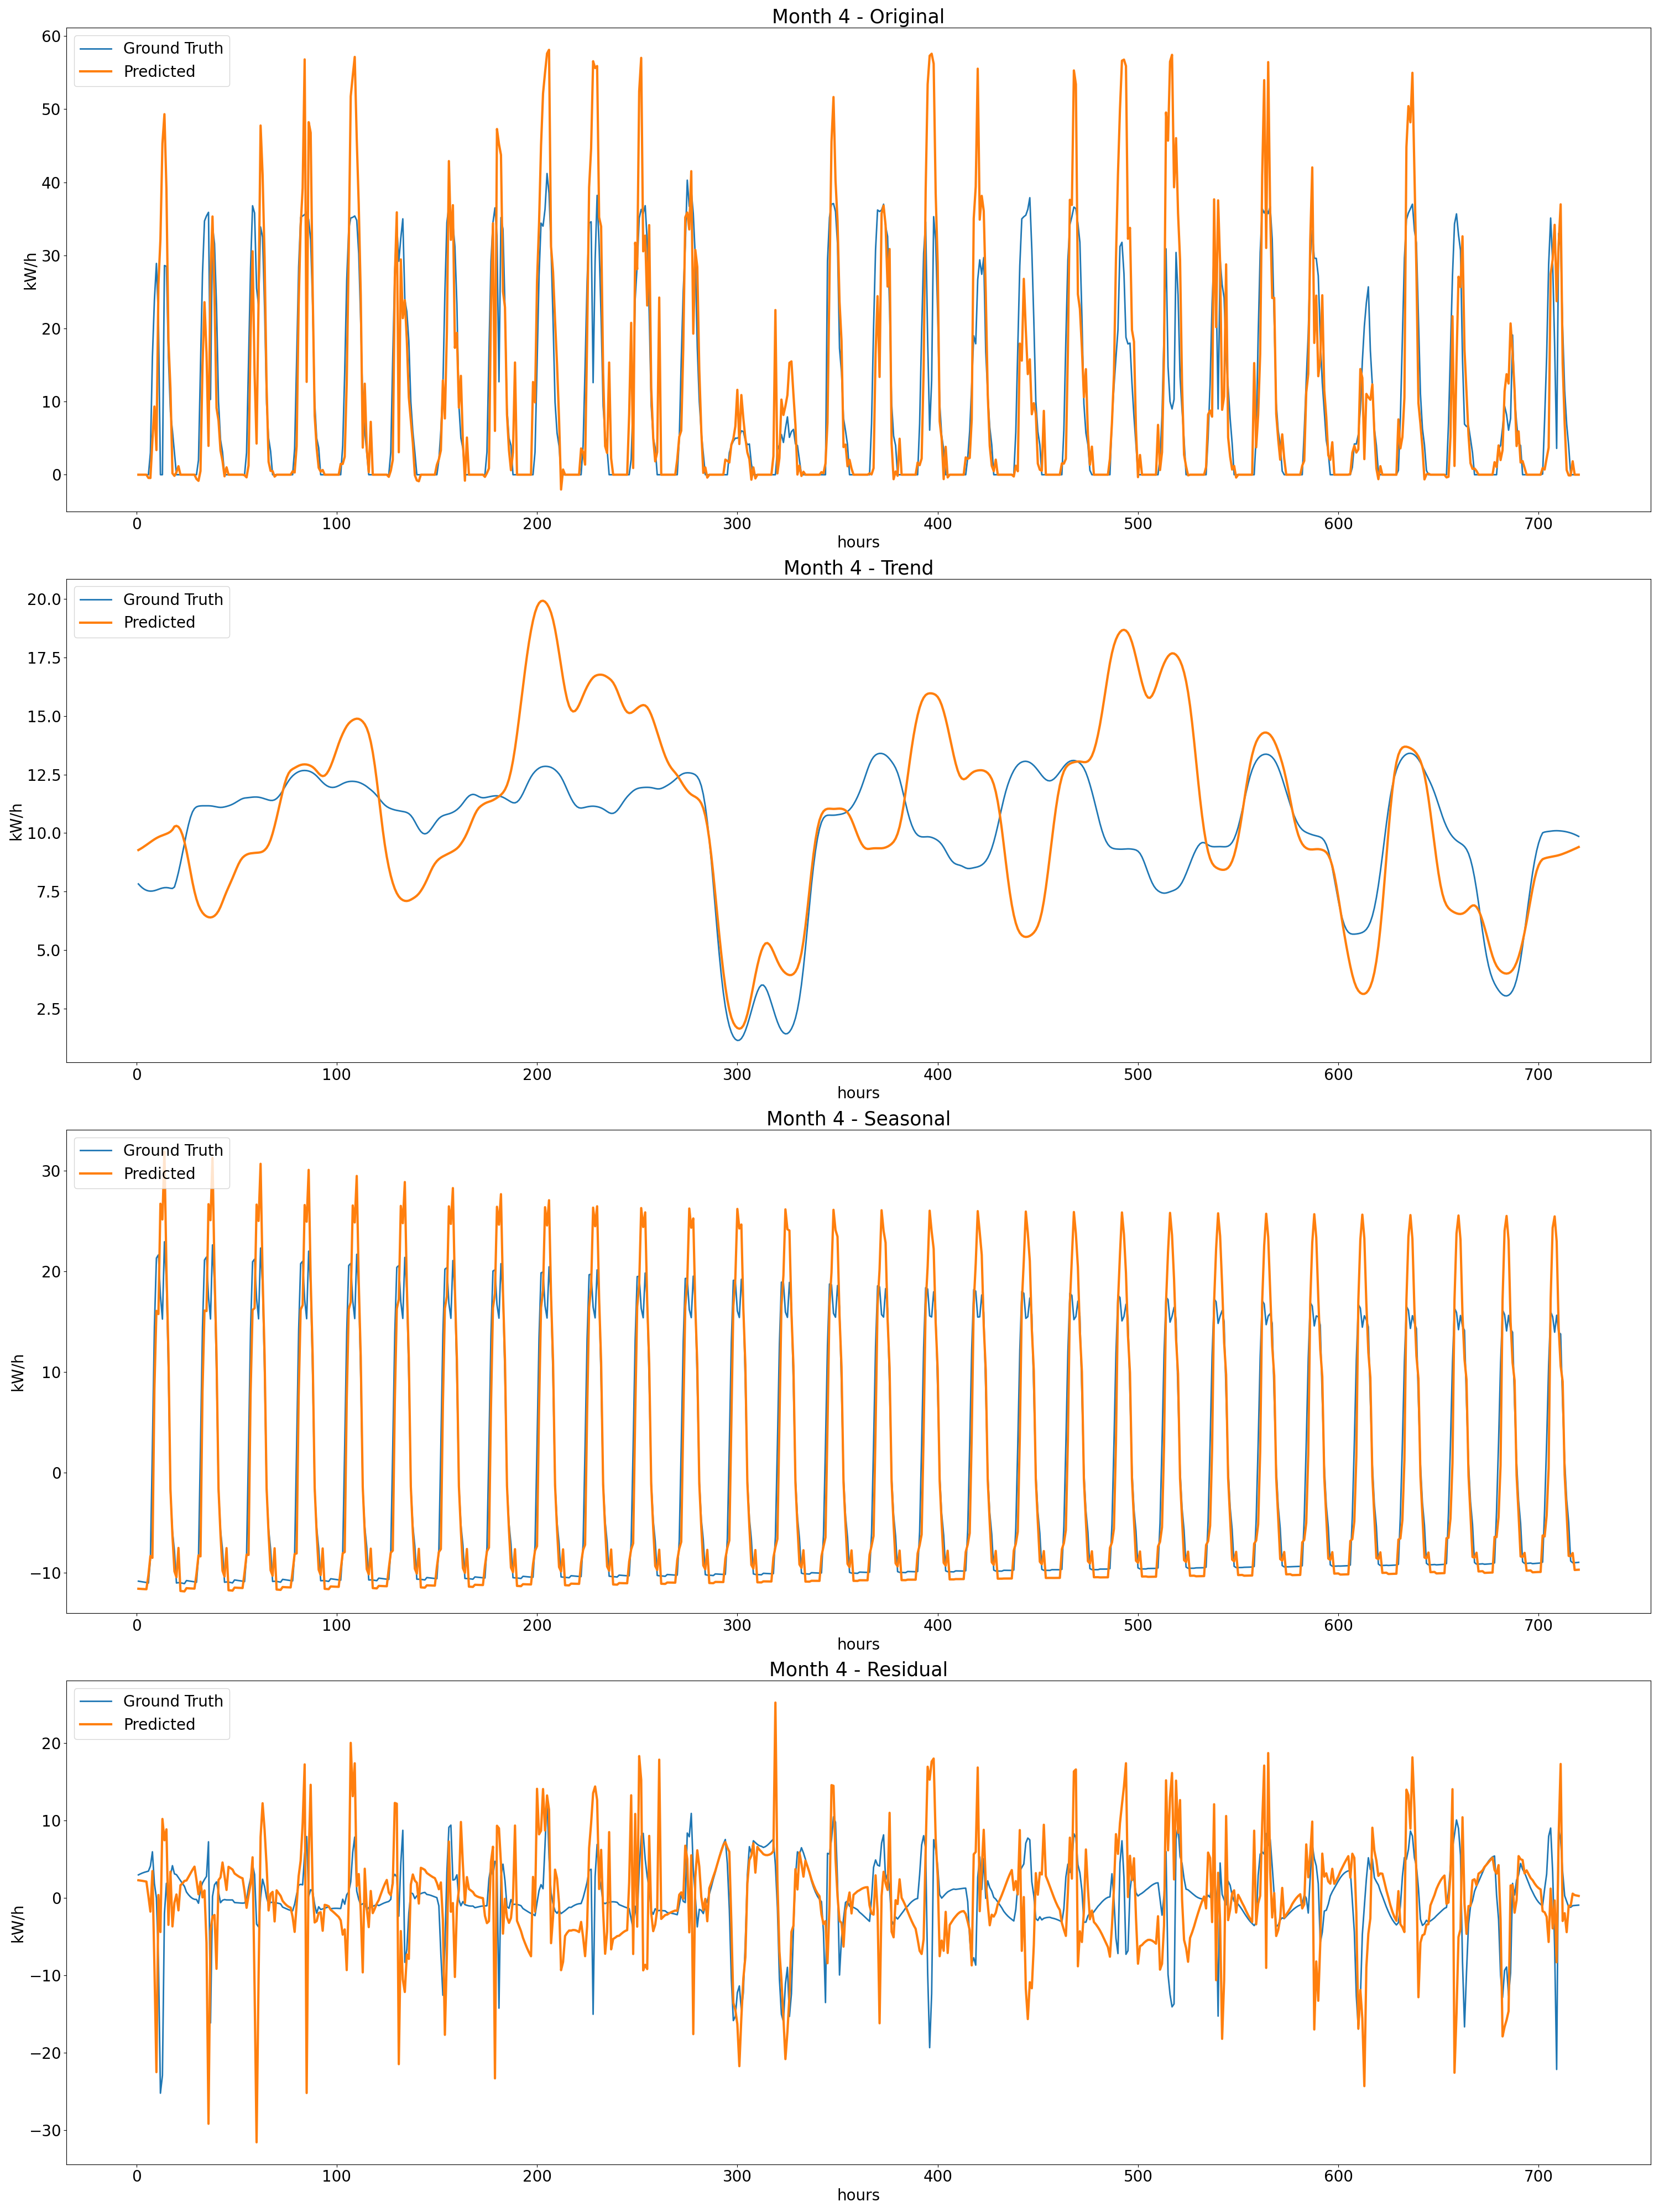 Month 4 - Original
Ground Truth
Predicted
kW/h
60
50
40
30
20
10
0
0 100 200 300 400 500 600 700
hours
Month 4 - Trend
Ground Truth
Predicted
kW/h
20.0
17.5
15.0
12.5
10.0
7.5
5.0
2.5
0 100 200 300 400 500 600 700
hours
Month 4 - Seasonal
Ground Truth
Predicted
kW/h
30
20
10
0
−10
0 100 200 300 400 500 600 700
hours
Month 4 - Residual
Ground Truth
Predicted
kW/h
20
10
0
−10
−20
−30
0 100 200 300 400 500 600 700
hours